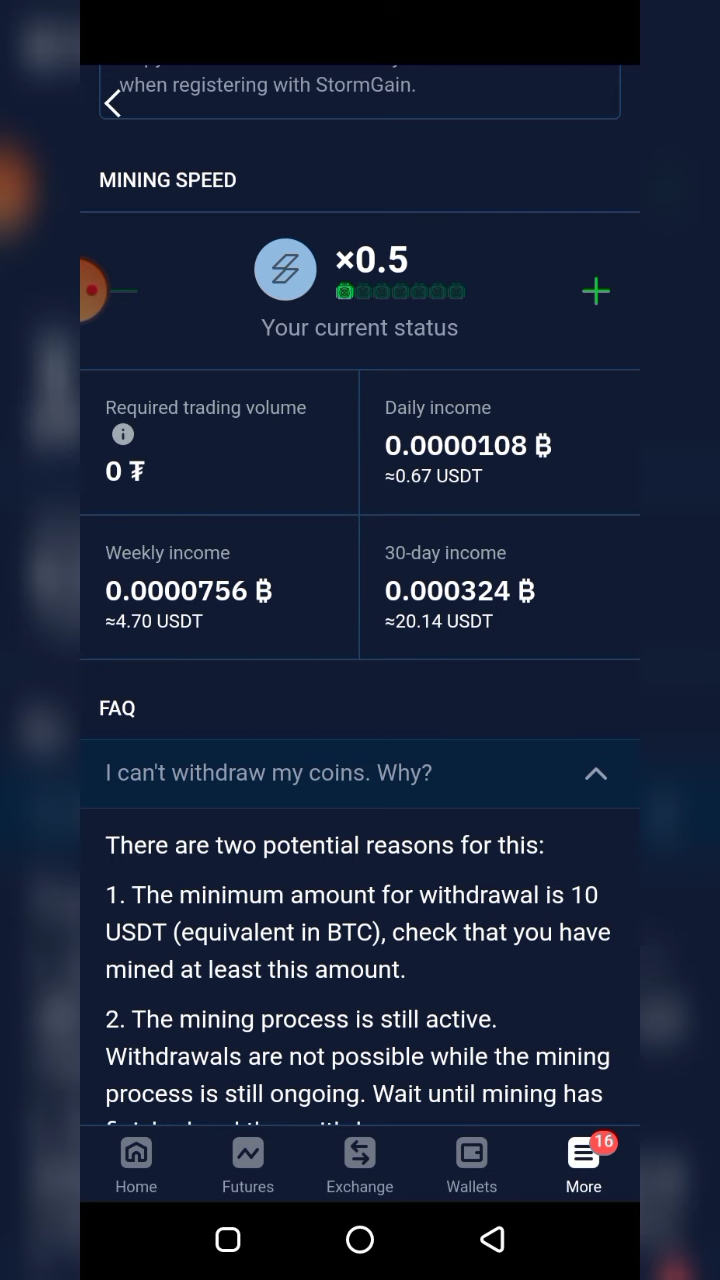 when registering with StormGain.
MINING SPEED
×0.5
Your current status
Required trading volume
0 ₮
Daily income
0.0000108 ₿
≈0.67 USDT
Weekly income
0.0000756 ₿
≈4.70 USDT
30-day income
0.000324 ₿
≈20.14 USDT
FAQ
I can't withdraw my coins. Why?
There are two potential reasons for this:
1. The minimum amount for withdrawal is 10
USDT (equivalent in BTC), check that you have
mined at least this amount.
2. The mining process is still active.
Withdrawals are not possible while the mining
process is still ongoing. Wait until mining has
16
Home
Futures
Exchange
Wallets
More